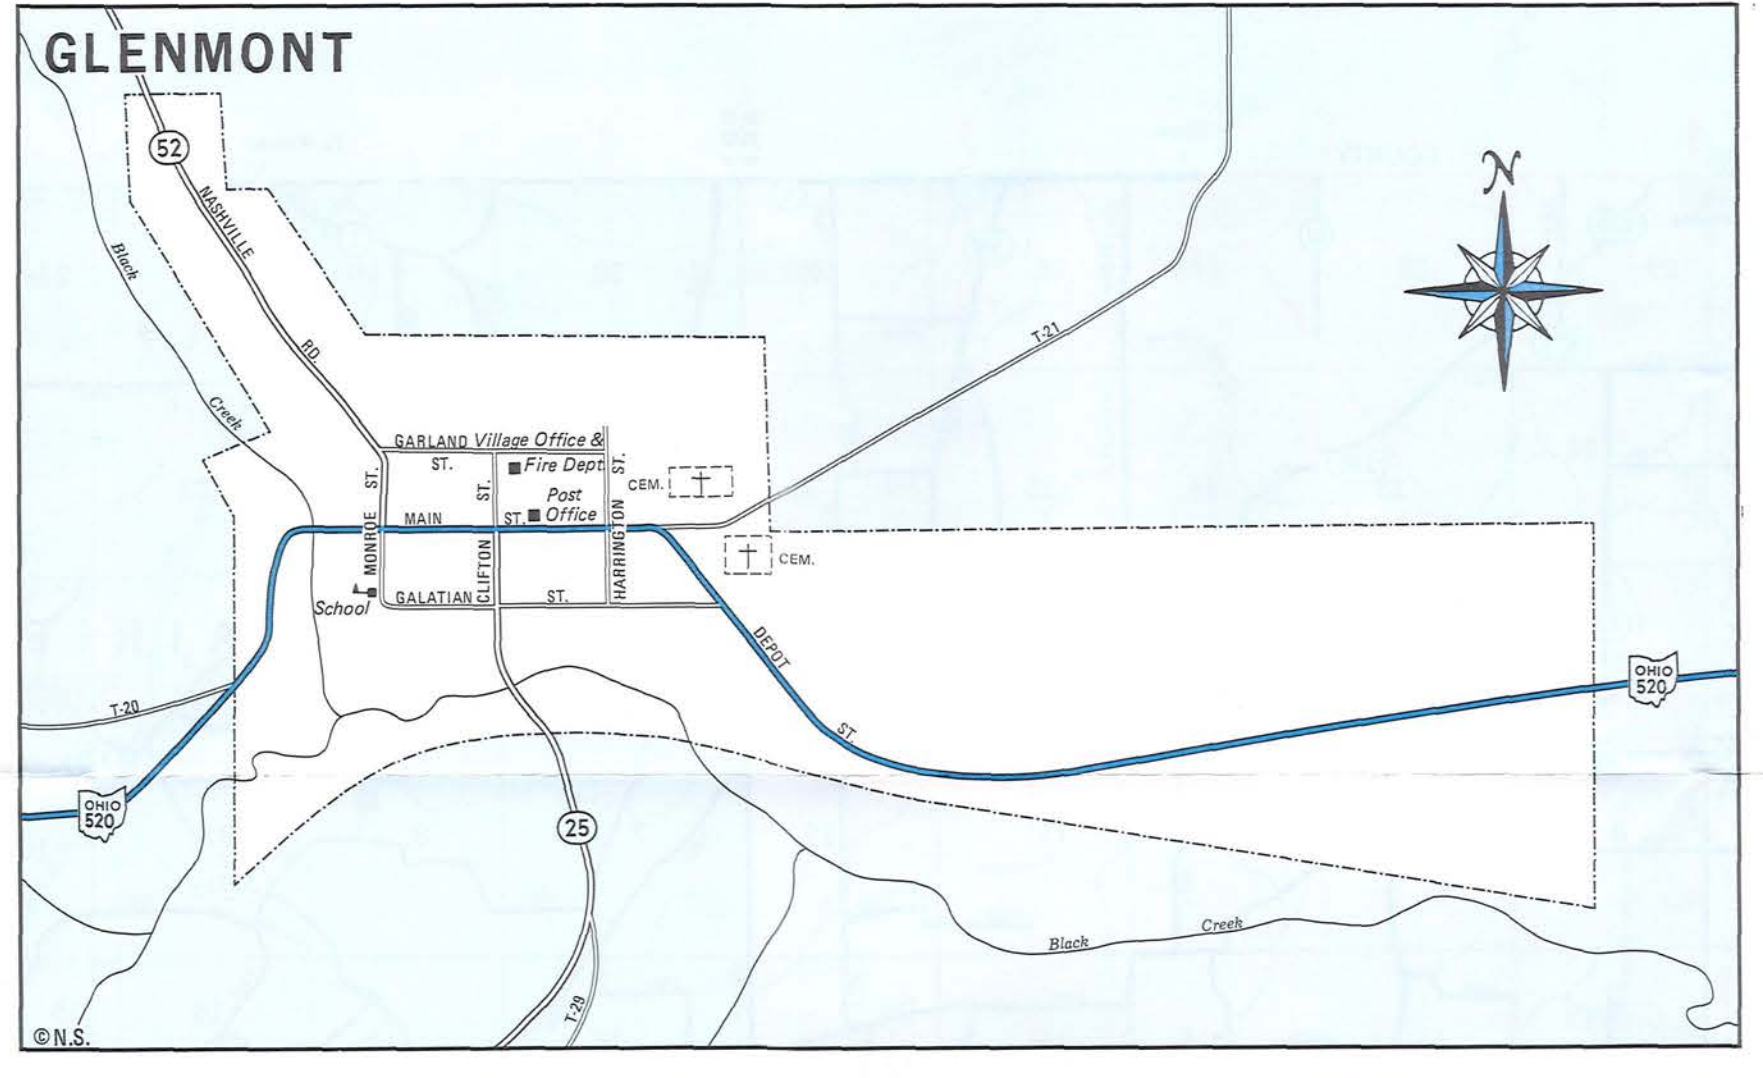 GLENMONT
52
NASHVILLE
RD.
N
Black
Creek
T-21
GARLAND
ST.
Village Office &
Fire Dept.
Post
Office
CEM.
ST.
ST.
ST.
MAIN
ST.
MONROE
CLIFTON
HARRINGTON
CEM.
GALATIAN
ST.
School
DEPOT
ST.
T-20
OHIO
520
OHIO
520
25
Black
Creek
T-29
© N.S.